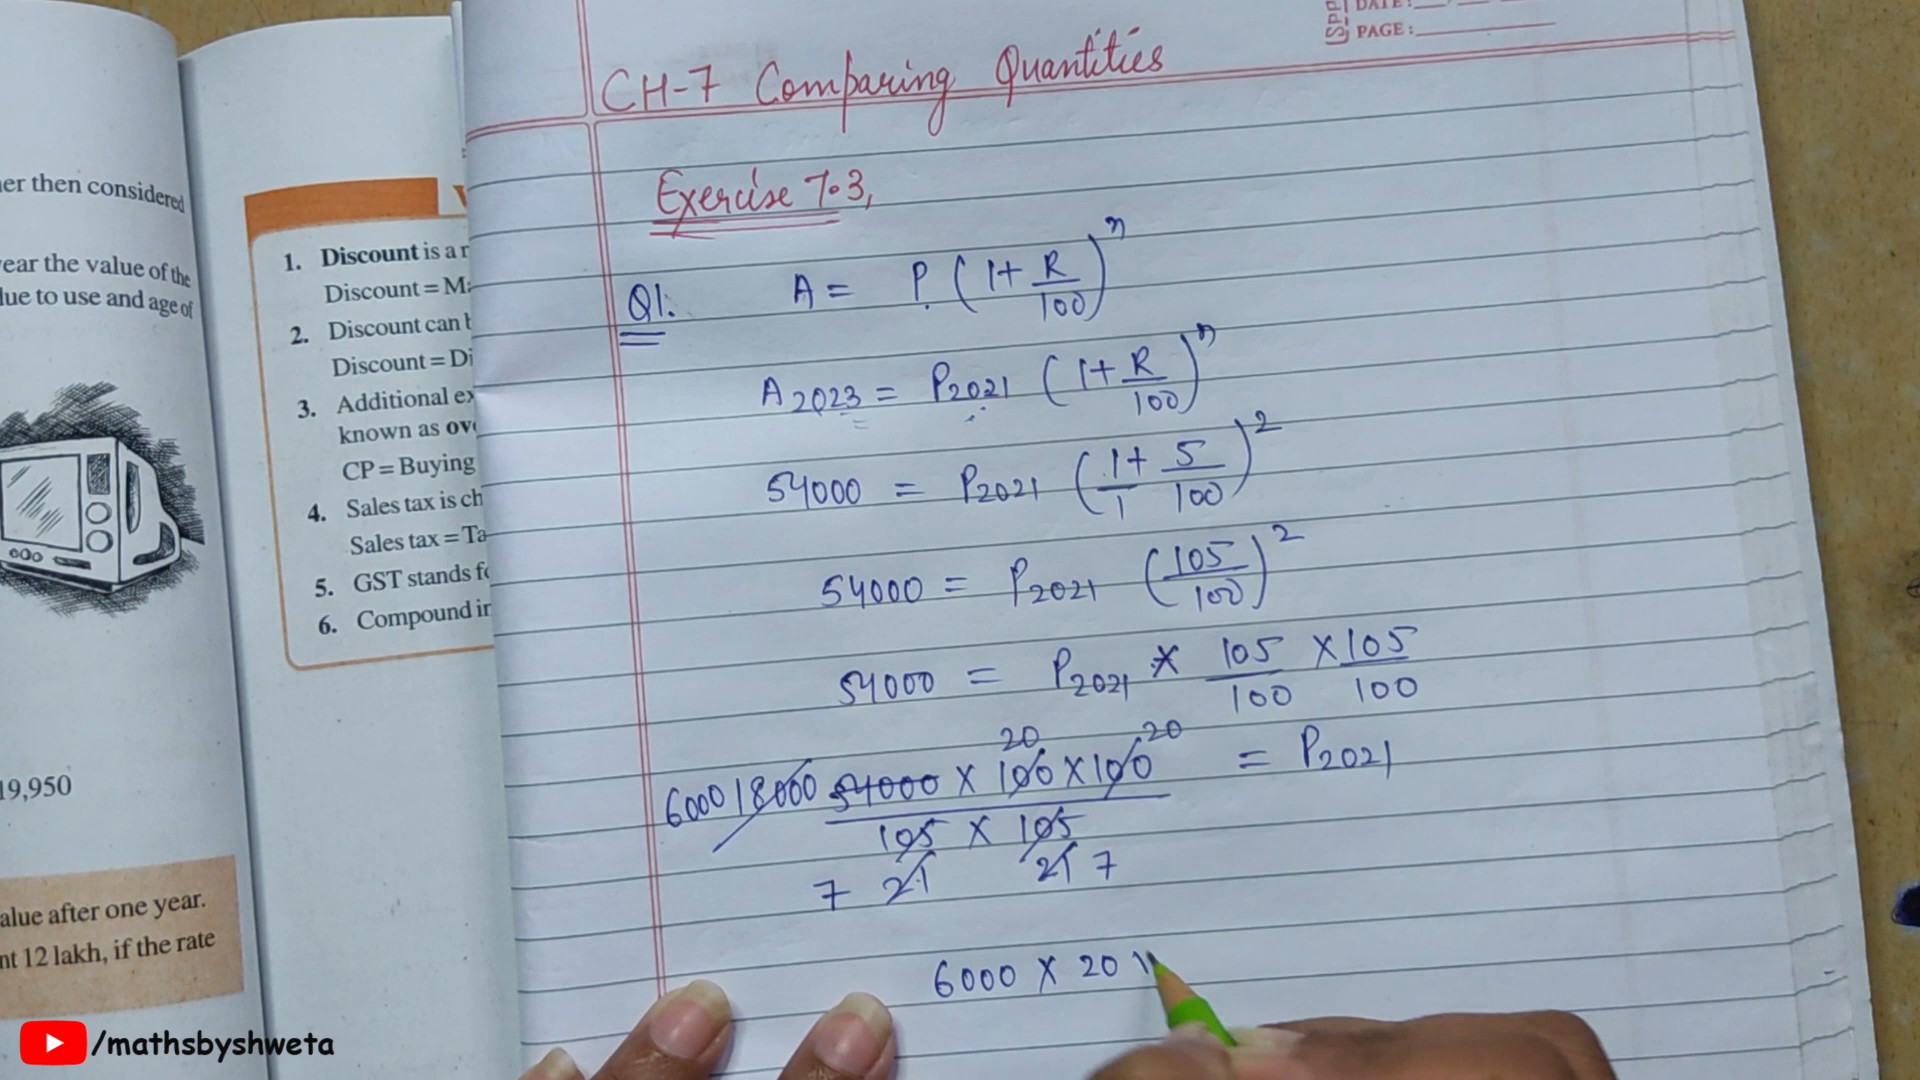 DATE:
PAGE:
CH-7 Comparing Quantities
Exercise 7.3,
Q1. A = P (1 + R/100)^n
A2023 = P2021 (1 + R/100)^n
54000 = P2021 (1/1 + 5/100)^2
54000 = P2021 (105/100)^2
54000 = P2021 × 105/100 × 105/100
20 20
6000 18000 54000 × 100 × 100 = P2021
105 × 105
7 21 21 7
6000 × 20
then considered
ear the value of the
lue to use and age of
19,950
alue after one year.
nt 12 lakh, if the rate
1. Discount is a
Discount = M
2. Discount can
Discount = Di
3. Additional ex
known as ov
CP = Buying
4. Sales tax is ch
Sales tax = Ta
5. GST stands f
6. Compound in
/mathsbyshweta